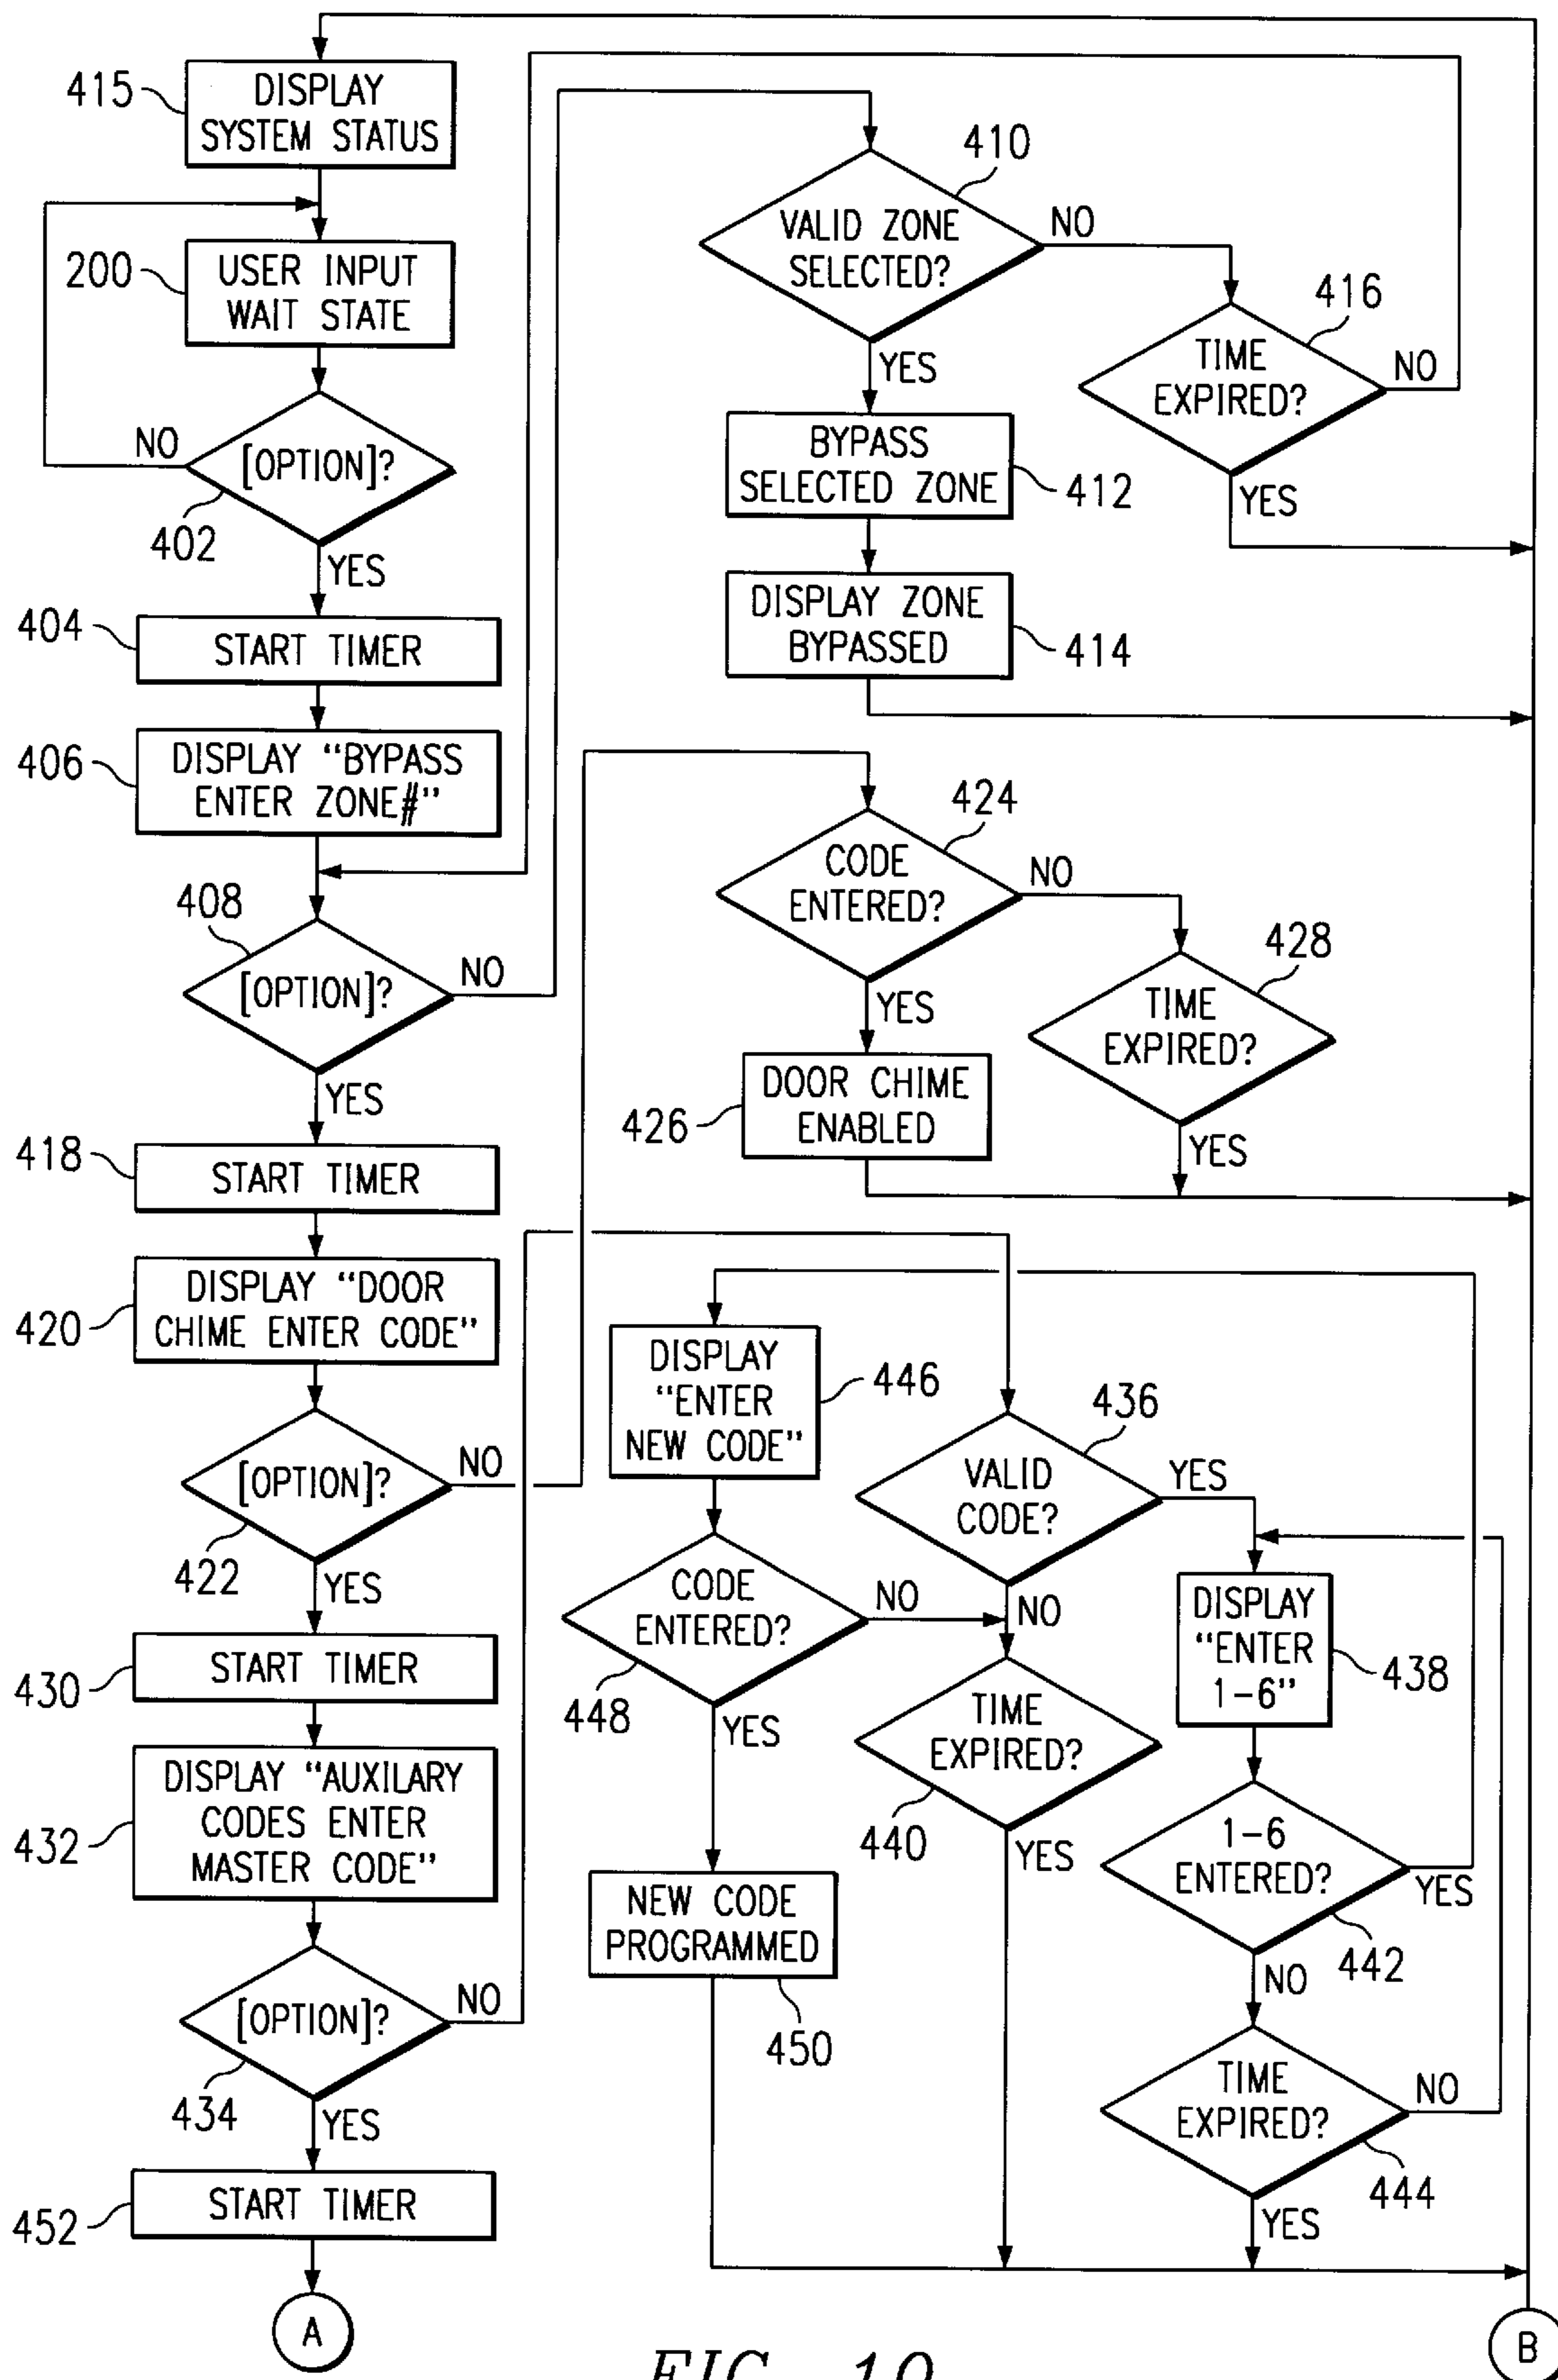 415
DISPLAY
SYSTEM STATUS
200
USER INPUT
WAIT STATE
NO
[OPTION]?
402
YES
404
START TIMER
406
DISPLAY “BYPASS
ENTER ZONE#”
408
[OPTION]?
NO
YES
418
START TIMER
420
DISPLAY “DOOR
CHIME ENTER CODE”
[OPTION]?
NO
422
YES
430
START TIMER
432
DISPLAY “AUXILARY
CODES ENTER
MASTER CODE”
[OPTION]?
NO
434
YES
452
START TIMER
A
410
VALID ZONE
SELECTED?
NO
YES
416
TIME
EXPIRED?
NO
YES
BYPASS
SELECTED ZONE
412
DISPLAY ZONE
BYPASSED
414
424
CODE
ENTERED?
NO
YES
428
TIME
EXPIRED?
YES
426
DOOR CHIME
ENABLED
DISPLAY
“ENTER
NEW CODE”
446
436
VALID
CODE?
YES
NO
CODE
ENTERED?
NO
448
YES
DISPLAY
“ENTER
1-6”
438
TIME
EXPIRED?
440
YES
1-6
ENTERED?
YES
442
NO
NEW CODE
PROGRAMMED
450
TIME
EXPIRED?
NO
444
YES
B
FIG. 10